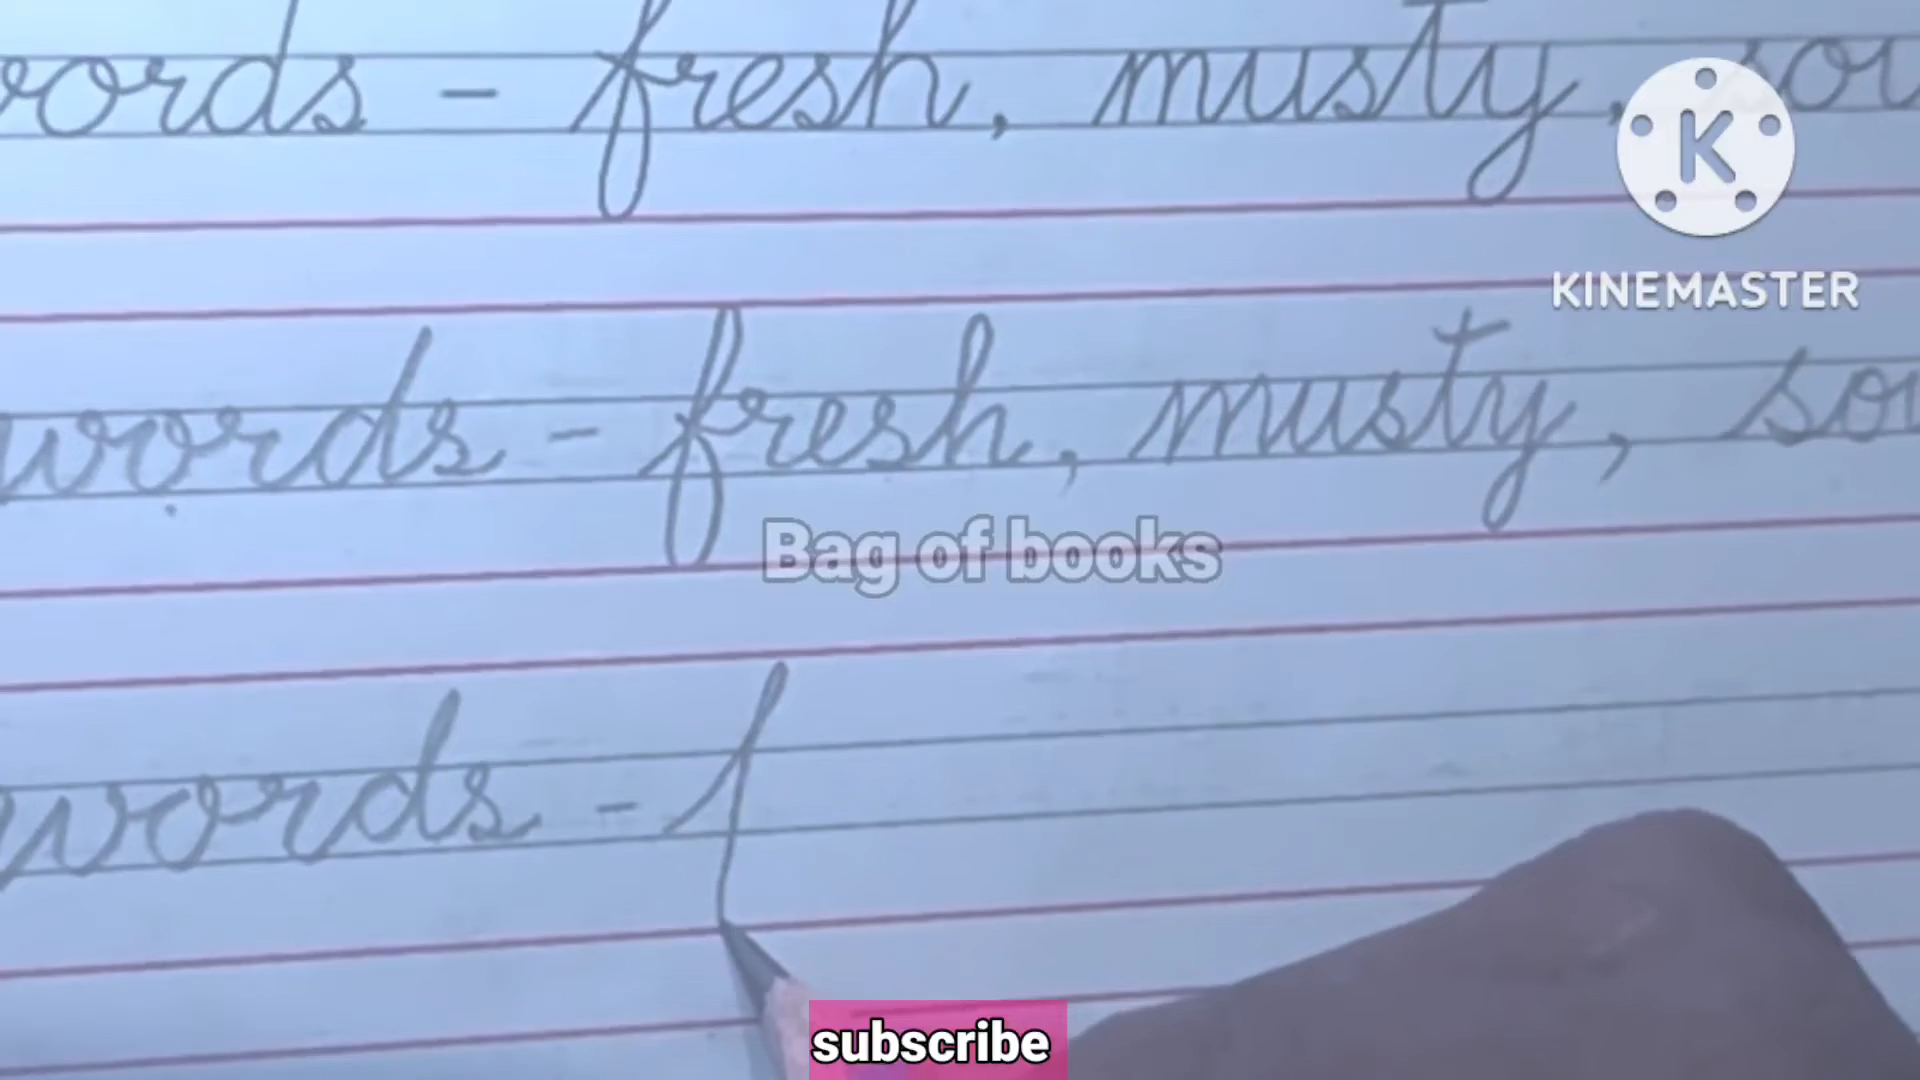 words - fresh, musty,
KINEMASTER
words - fresh, musty,
Bag of books
words -
subscribe